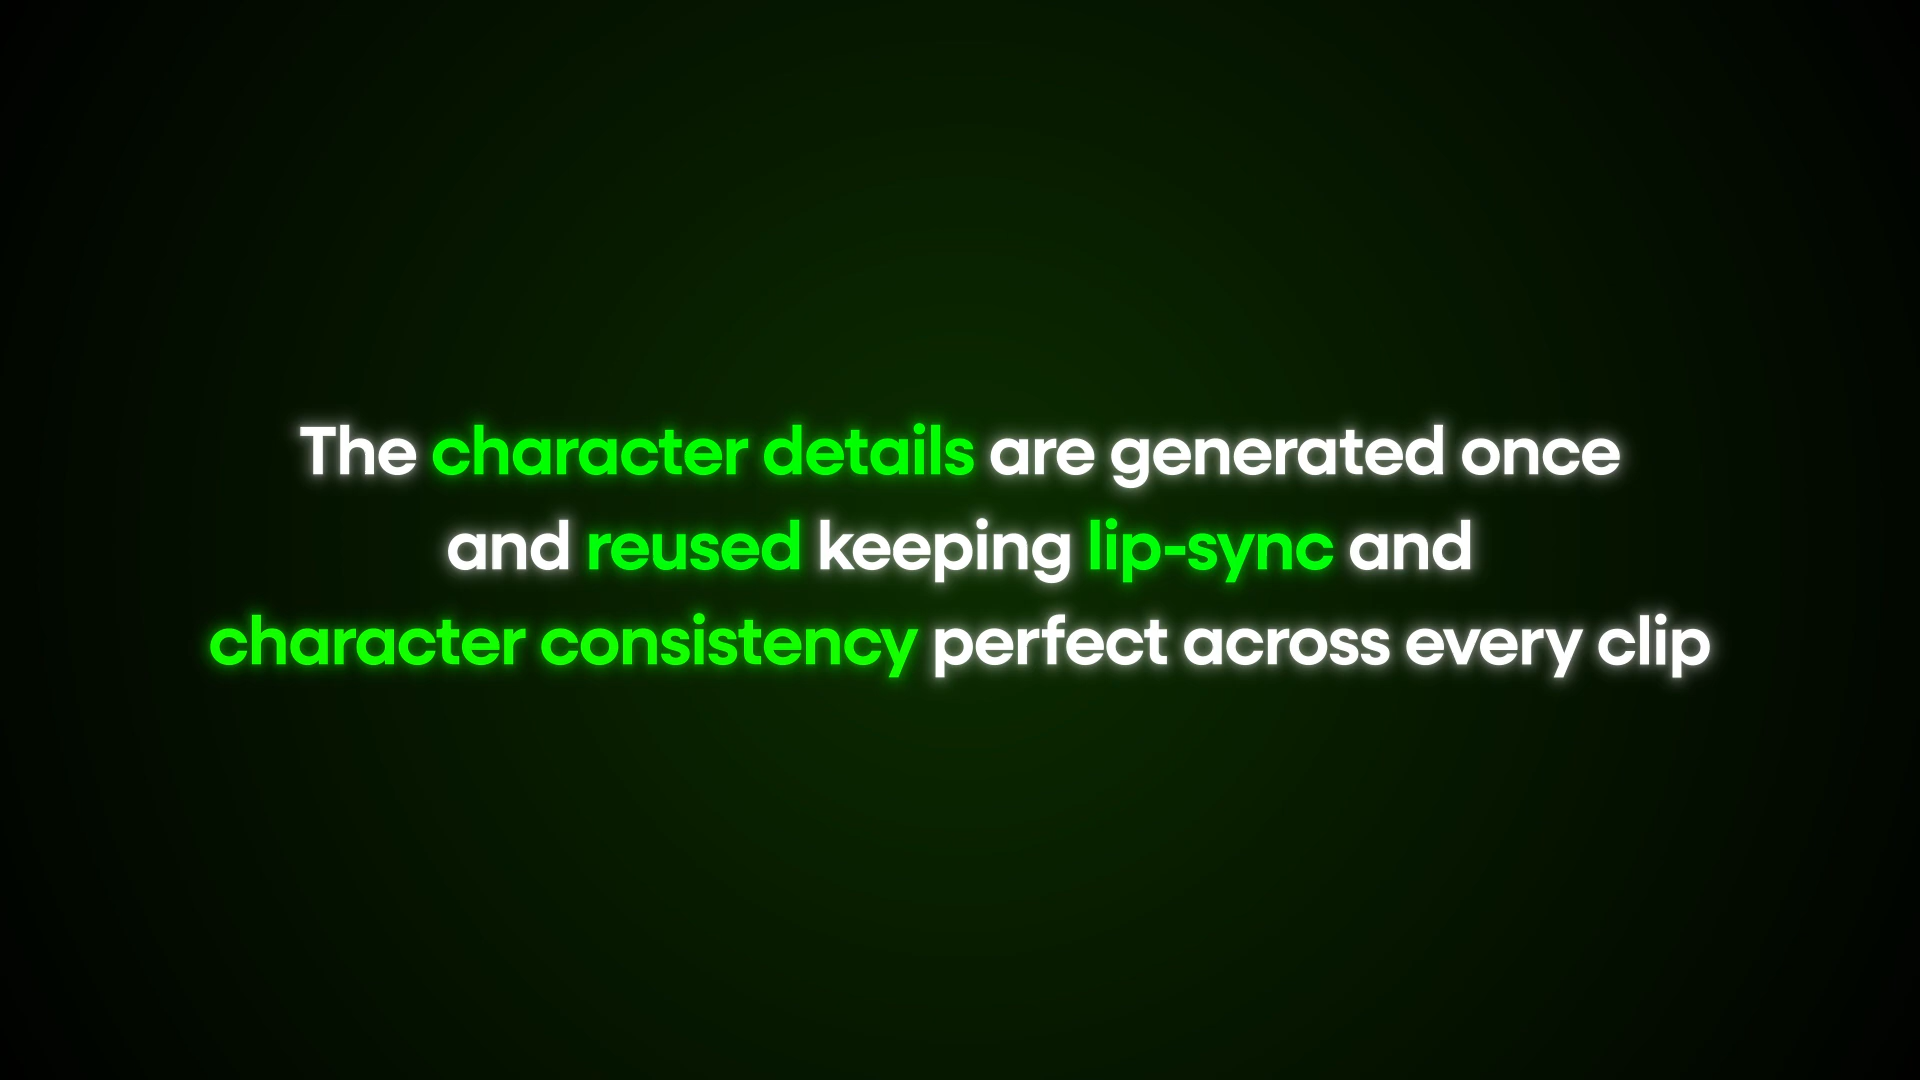 The character details are generated once
and reused keeping lip-sync and
character consistency perfect across every clip